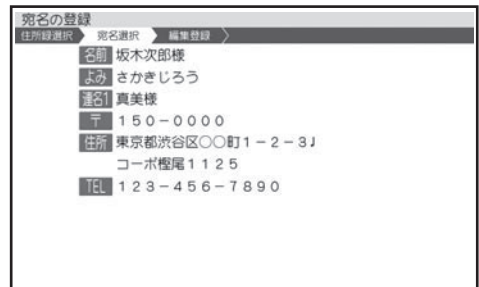 宛名の登録
住所録選択 宛名選択 編集登録
名前 坂木次郎様
よみ さかきじろう
連名1 真美様
〒 150-0000
住所 東京都渋谷区○○町1-2-3♩
コーポ樫尾1125
TEL 123-456-7890